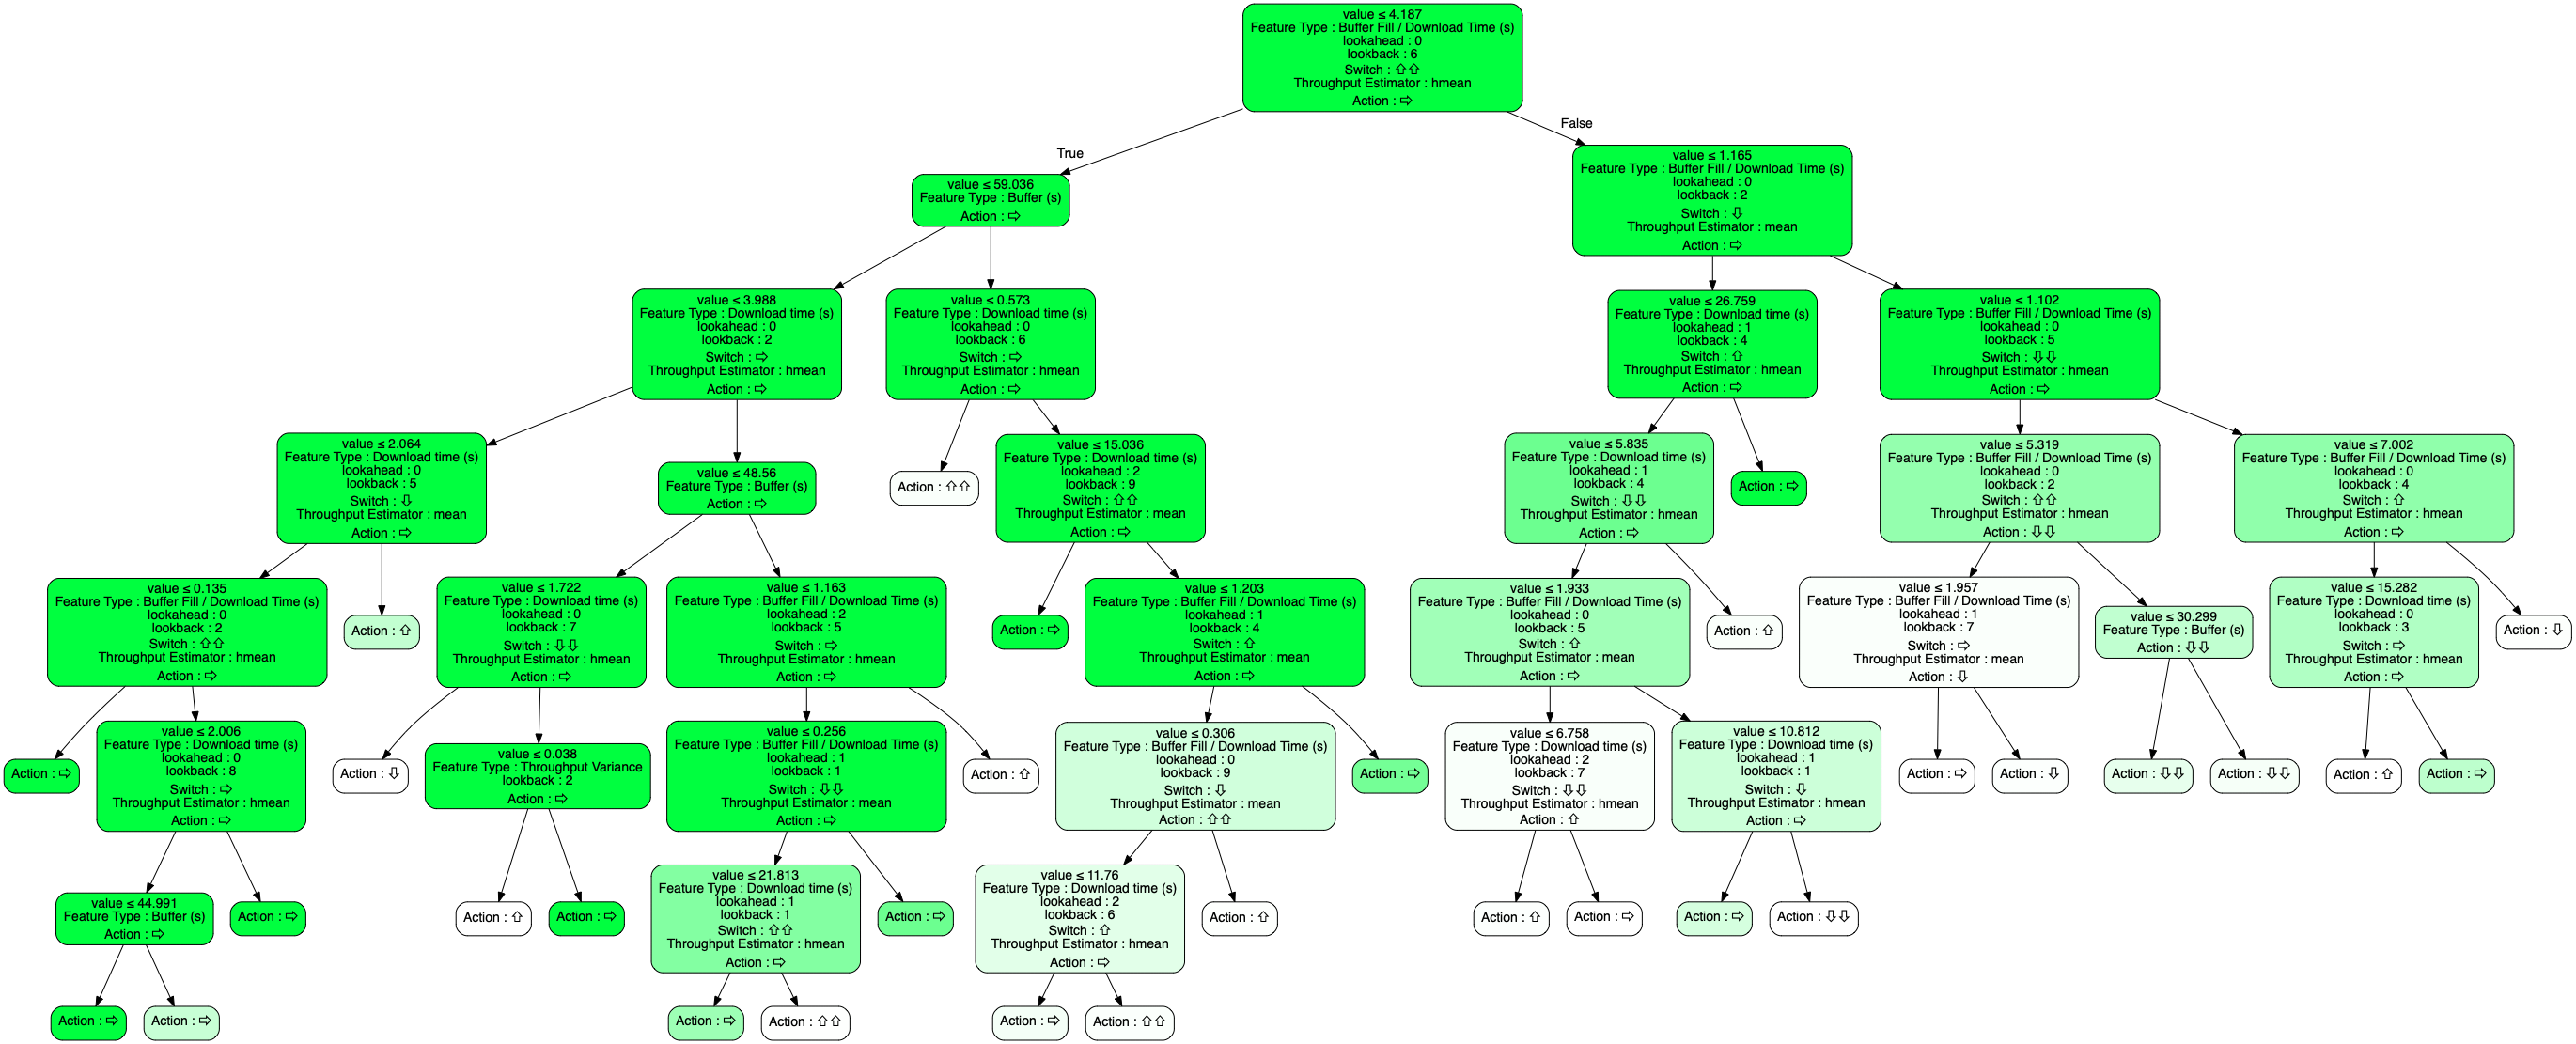 value ≤ 4.187
Feature Type : Buffer Fill / Download Time (s)
lookahead : 0
lookback : 6
Switch : ⇧⇧
Throughput Estimator : hmean
Action : ⇨
True
False
value ≤ 59.036
Feature Type : Buffer (s)
Action : ⇨
value ≤ 1.165
Feature Type : Buffer Fill / Download Time (s)
lookahead : 0
lookback : 2
Switch : ⇩
Throughput Estimator : mean
Action : ⇨
value ≤ 3.988
Feature Type : Download time (s)
lookahead : 0
lookback : 2
Switch : ⇨
Throughput Estimator : hmean
Action : ⇨
value ≤ 0.573
Feature Type : Download time (s)
lookahead : 0
lookback : 6
Switch : ⇨
Throughput Estimator : hmean
Action : ⇨
value ≤ 26.759
Feature Type : Download time (s)
lookahead : 1
lookback : 4
Switch : ⇧
Throughput Estimator : hmean
Action : ⇨
value ≤ 1.102
Feature Type : Buffer Fill / Download Time (s)
lookahead : 0
lookback : 5
Switch : ⇩⇩
Throughput Estimator : hmean
Action : ⇨
value ≤ 2.064
Feature Type : Download time (s)
lookahead : 0
lookback : 5
Switch : ⇩
Throughput Estimator : mean
Action : ⇨
value ≤ 48.56
Feature Type : Buffer (s)
Action : ⇨
Action : ⇧⇧
value ≤ 15.036
Feature Type : Download time (s)
lookahead : 2
lookback : 9
Switch : ⇧⇧
Throughput Estimator : mean
Action : ⇨
value ≤ 5.835
Feature Type : Download time (s)
lookahead : 1
lookback : 4
Switch : ⇩⇩
Throughput Estimator : hmean
Action : ⇨
Action : ⇨
value ≤ 5.319
Feature Type : Buffer Fill / Download Time (s)
lookahead : 0
lookback : 2
Switch : ⇧⇧
Throughput Estimator : hmean
Action : ⇩⇩
value ≤ 7.002
Feature Type : Buffer Fill / Download Time (s)
lookahead : 0
lookback : 4
Switch : ⇧
Throughput Estimator : hmean
Action : ⇨
value ≤ 0.135
Feature Type : Buffer Fill / Download Time (s)
lookahead : 0
lookback : 2
Switch : ⇧⇧
Throughput Estimator : hmean
Action : ⇨
Action : ⇧
value ≤ 1.722
Feature Type : Download time (s)
lookahead : 0
lookback : 7
Switch : ⇩⇩
Throughput Estimator : hmean
Action : ⇨
value ≤ 1.163
Feature Type : Buffer Fill / Download Time (s)
lookahead : 2
lookback : 5
Switch : ⇨
Throughput Estimator : hmean
Action : ⇨
Action : ⇨
value ≤ 1.203
Feature Type : Buffer Fill / Download Time (s)
lookahead : 1
lookback : 4
Switch : ⇧
Throughput Estimator : mean
Action : ⇨
value ≤ 1.933
Feature Type : Buffer Fill / Download Time (s)
lookahead : 0
lookback : 5
Switch : ⇧
Throughput Estimator : mean
Action : ⇨
Action : ⇧
value ≤ 1.957
Feature Type : Buffer Fill / Download Time (s)
lookahead : 1
lookback : 7
Switch : ⇨
Throughput Estimator : mean
Action : ⇩
value ≤ 30.299
Feature Type : Buffer (s)
Action : ⇩⇩
value ≤ 15.282
Feature Type : Download time (s)
lookahead : 0
lookback : 3
Switch : ⇨
Throughput Estimator : hmean
Action : ⇨
Action : ⇩
Action : ⇨
value ≤ 2.006
Feature Type : Download time (s)
lookahead : 0
lookback : 8
Switch : ⇨
Throughput Estimator : hmean
Action : ⇨
Action : ⇩
value ≤ 0.038
Feature Type : Throughput Variance
lookback : 2
Action : ⇨
value ≤ 0.256
Feature Type : Buffer Fill / Download Time (s)
lookahead : 1
lookback : 1
Switch : ⇩⇩
Throughput Estimator : mean
Action : ⇨
Action : ⇧
value ≤ 0.306
Feature Type : Buffer Fill / Download Time (s)
lookahead : 0
lookback : 9
Switch : ⇩
Throughput Estimator : mean
Action : ⇧⇧
Action : ⇨
value ≤ 6.758
Feature Type : Download time (s)
lookahead : 2
lookback : 7
Switch : ⇩⇩
Throughput Estimator : hmean
Action : ⇧
value ≤ 10.812
Feature Type : Download time (s)
lookahead : 1
lookback : 1
Switch : ⇩
Throughput Estimator : hmean
Action : ⇨
Action : ⇨
Action : ⇩
Action : ⇩⇩
Action : ⇩⇩
Action : ⇧
Action : ⇨
value ≤ 44.991
Feature Type : Buffer (s)
Action : ⇨
Action : ⇨
Action : ⇧
Action : ⇨
value ≤ 21.813
Feature Type : Download time (s)
lookahead : 1
lookback : 1
Switch : ⇧⇧
Throughput Estimator : hmean
Action : ⇨
Action : ⇨
value ≤ 11.76
Feature Type : Download time (s)
lookahead : 2
lookback : 6
Switch : ⇧
Throughput Estimator : hmean
Action : ⇨
Action : ⇧
Action : ⇧
Action : ⇨
Action : ⇨
Action : ⇩⇩
Action : ⇨
Action : ⇨
Action : ⇨
Action : ⇧⇧
Action : ⇨
Action : ⇧⇧